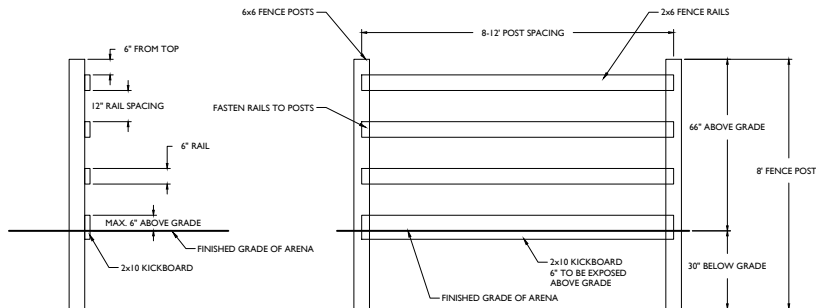 6x6 FENCE POSTS
2x6 FENCE RAILS
8-12' POST SPACING
6" FROM TOP
12" RAIL SPACING
FASTEN RAILS TO POSTS
66" ABOVE GRADE
6" RAIL
8' FENCE POST
MAX. 6" ABOVE GRADE
FINISHED GRADE OF ARENA
2x10 KICKBOARD
2x10 KICKBOARD
6" TO BE EXPOSED
ABOVE GRADE
30" BELOW GRADE
FINISHED GRADE OF ARENA